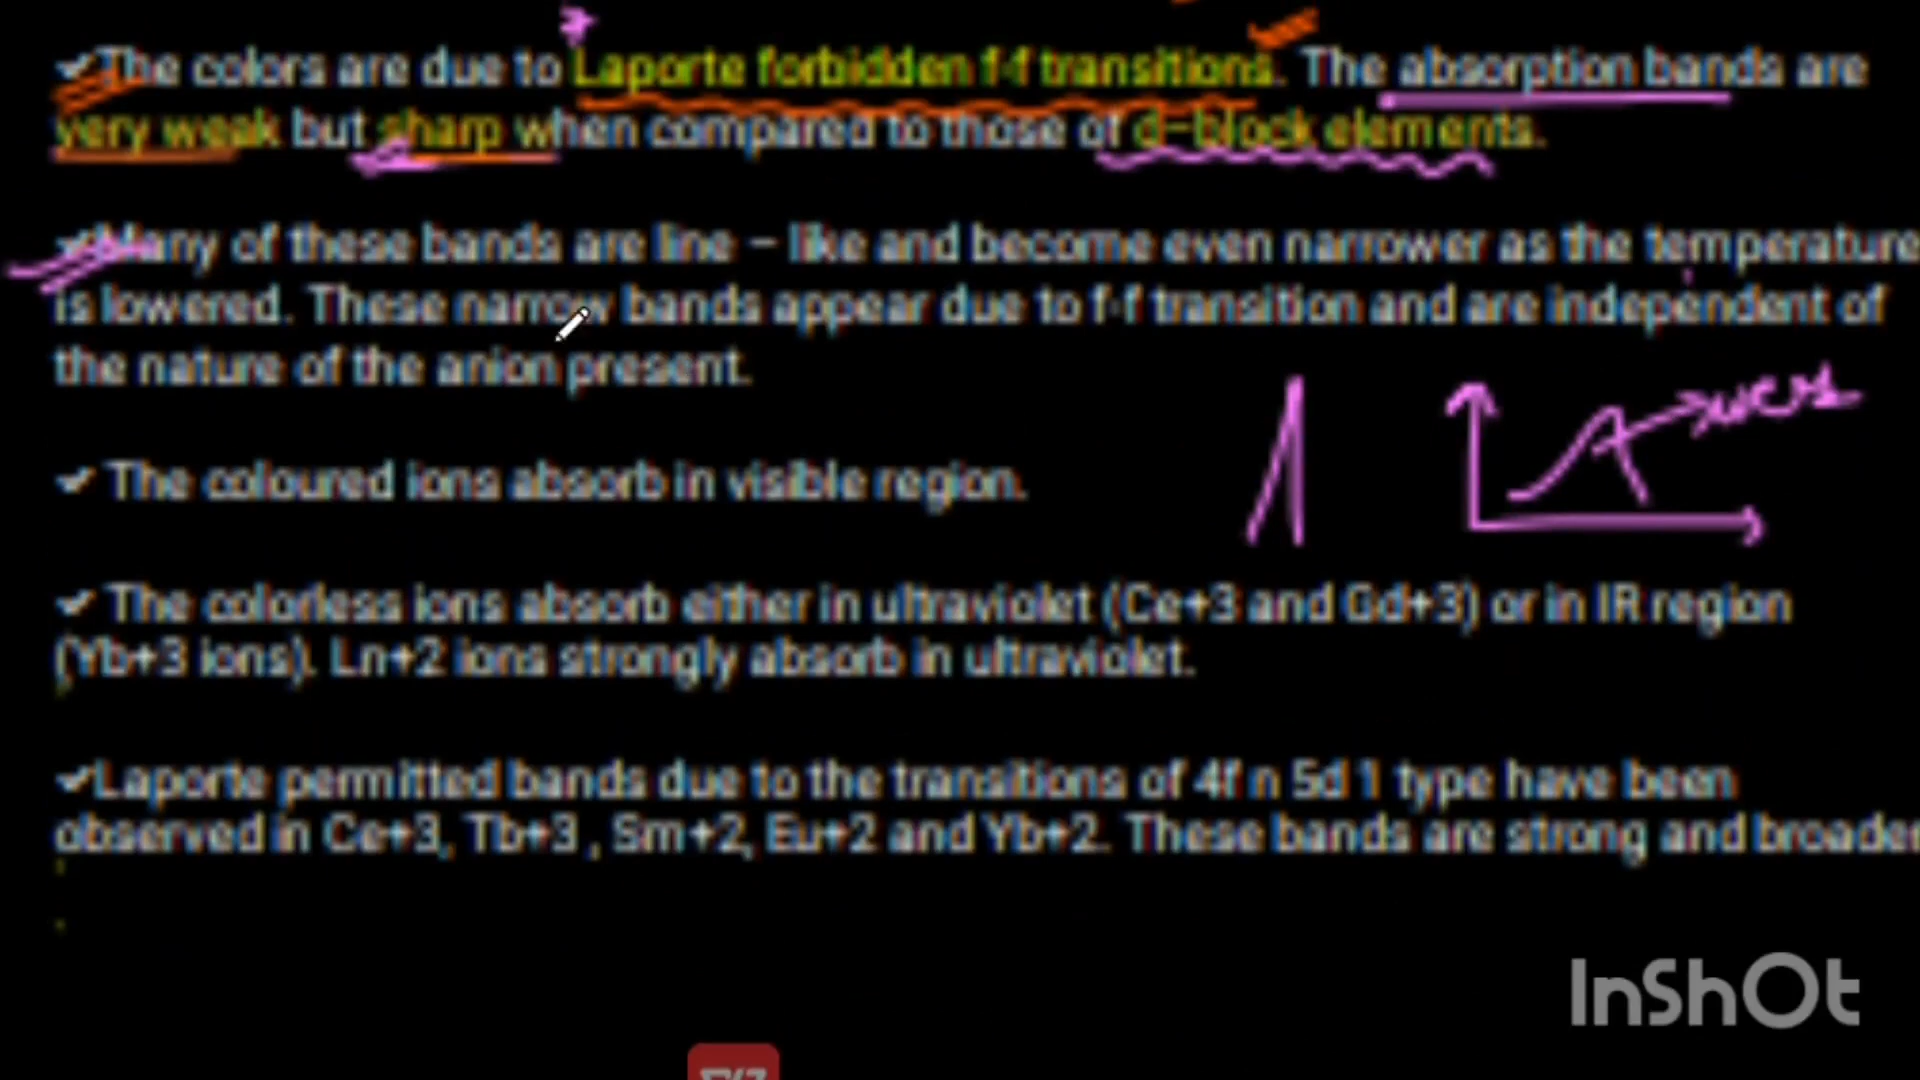 ✔The colors are due to Laporte forbidden f-f transitions. The absorption bands are
very weak but sharp when compared to those of d-block elements.
✔Many of these bands are line – like and become even narrower as the temperature
is lowered. These narrow bands appear due to f-f transition and are independent of
the nature of the anion present.
✔ The coloured ions absorb in visible region.
✔ The colorless ions absorb either in ultraviolet (Ce+3 and Gd+3) or in IR region
(Yb+3 ions). Ln+2 ions strongly absorb in ultraviolet.
✔Laporte permitted bands due to the transitions of 4f n 5d 1 type have been
observed in Ce+3, Tb+3 , Sm+2, Eu+2 and Yb+2. These bands are strong and broader
InShOt